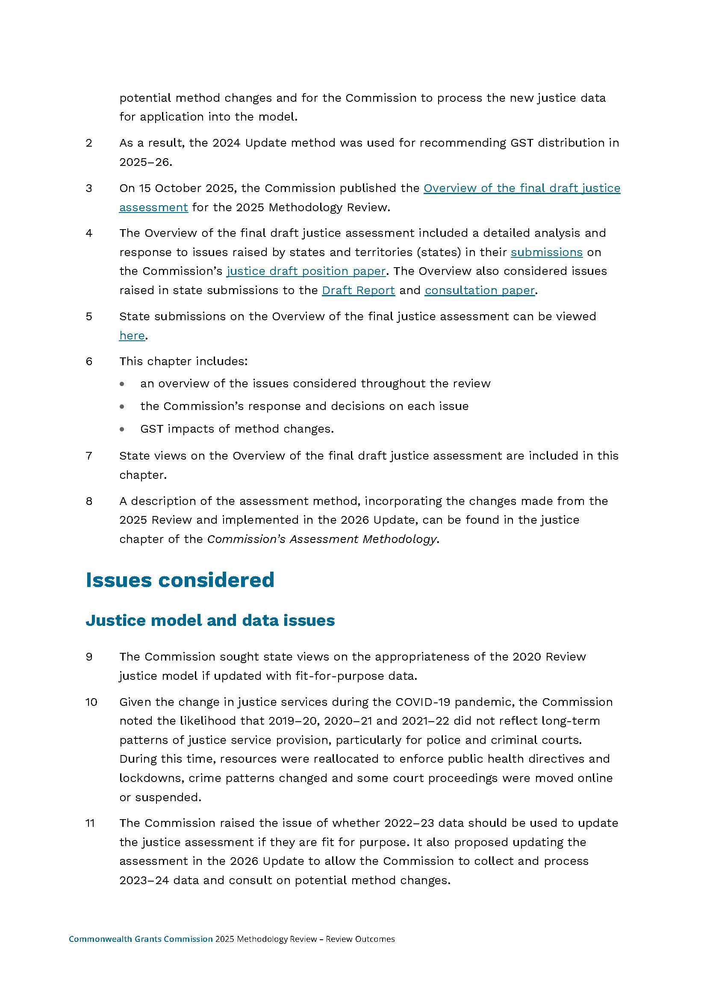 potential method changes and for the Commission to process the new justice data
for application into the model.
2 As a result, the 2024 Update method was used for recommending GST distribution in
2025–26.
3 On 15 October 2025, the Commission published the Overview of the final draft justice
assessment for the 2025 Methodology Review.
4 The Overview of the final draft justice assessment included a detailed analysis and
response to issues raised by states and territories (states) in their submissions on
the Commission’s justice draft position paper. The Overview also considered issues
raised in state submissions to the Draft Report and consultation paper.
5 State submissions on the Overview of the final justice assessment can be viewed
here.
6 This chapter includes:
• an overview of the issues considered throughout the review
• the Commission’s response and decisions on each issue
• GST impacts of method changes.
7 State views on the Overview of the final draft justice assessment are included in this
chapter.
8 A description of the assessment method, incorporating the changes made from the
2025 Review and implemented in the 2026 Update, can be found in the justice
chapter of the Commission’s Assessment Methodology.
Issues considered
Justice model and data issues
9 The Commission sought state views on the appropriateness of the 2020 Review
justice model if updated with fit-for-purpose data.
10 Given the change in justice services during the COVID-19 pandemic, the Commission
noted the likelihood that 2019–20, 2020–21 and 2021–22 did not reflect long-term
patterns of justice service provision, particularly for police and criminal courts.
During this time, resources were reallocated to enforce public health directives and
lockdowns, crime patterns changed and some court proceedings were moved online
or suspended.
11 The Commission raised the issue of whether 2022–23 data should be used to update
the justice assessment if they are fit for purpose. It also proposed updating the
assessment in the 2026 Update to allow the Commission to collect and process
2023–24 data and consult on potential method changes.
Commonwealth Grants Commission 2025 Methodology Review – Review Outcomes